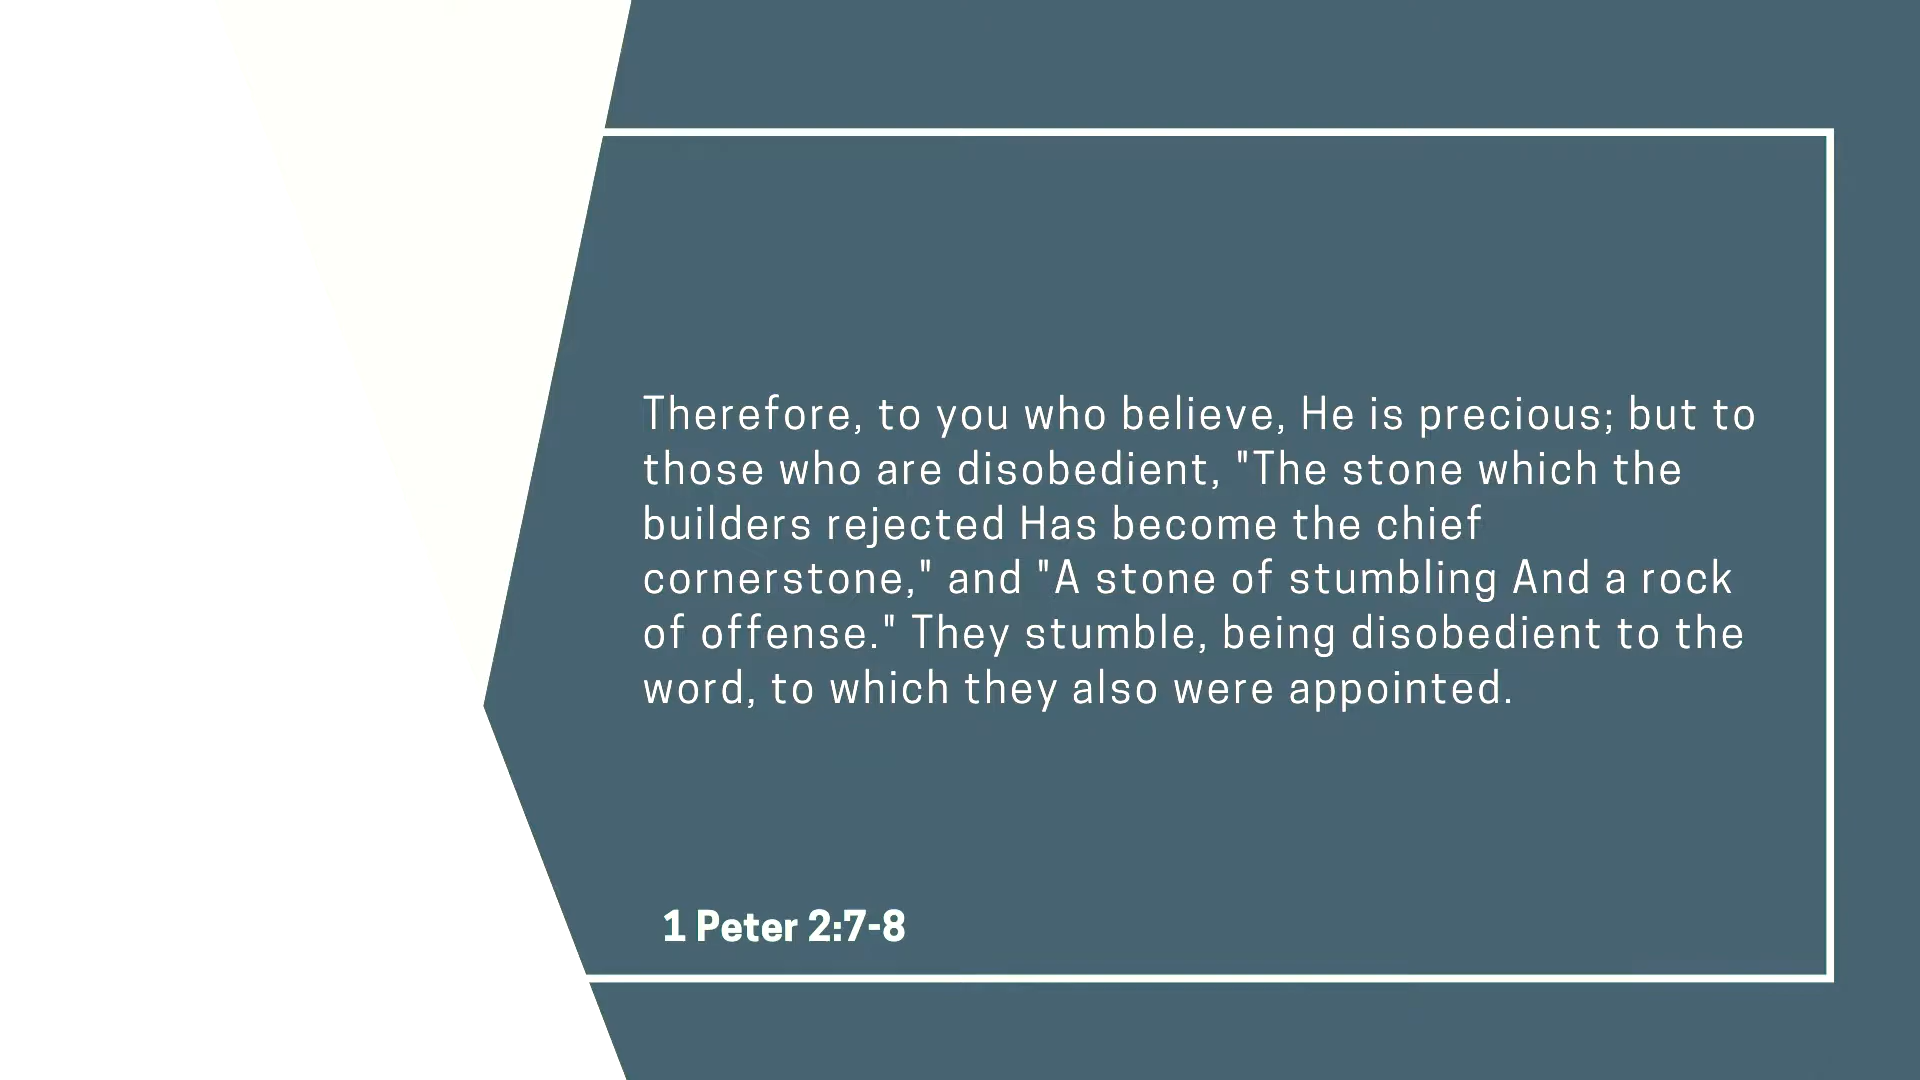 Therefore, to you who believe, He is precious; but to
those who are disobedient, "The stone which the
builders rejected Has become the chief
cornerstone," and "A stone of stumbling And a rock
of offense." They stumble, being disobedient to the
word, to which they also were appointed.
1 Peter 2:7-8